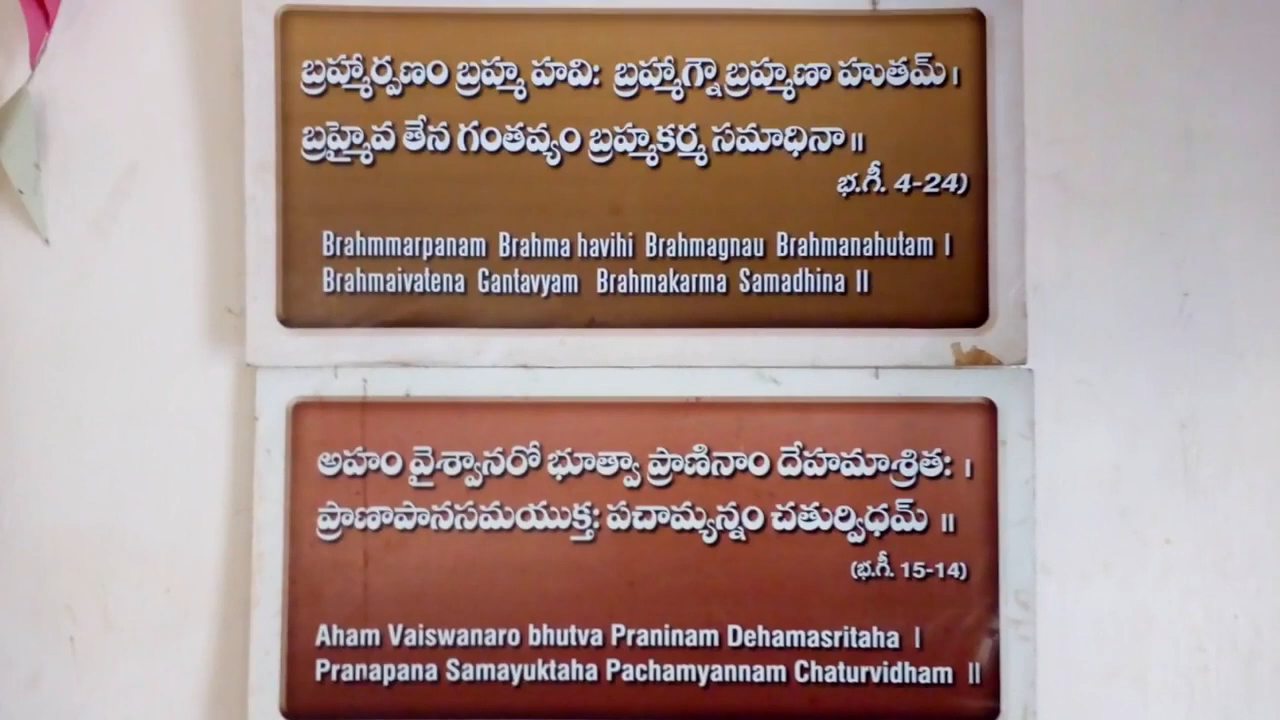 బ్రహ్మార్పణం బ్రహ్మ హవిః బ్రహ్మాగ్నౌ బ్రహ్మణా హుతమ్ ।
బ్రహ్మైవ తేన గంతవ్యం బ్రహ్మకర్మ సమాధినా ॥
భ.గీ. 4-24)
Brahmmarpanam Brahma havihi Brahmagnau Brahmanahutam I
Brahmaivatena Gantavyam Brahmakarma Samadhina II
అహం వైశ్వానరో భూత్వా ప్రాణినాం దేహమాశ్రితః ।
ప్రాణాపానసమయుక్తః పచామ్యన్నం చతుర్విధమ్ ॥
(భ.గీ. 15-14)
Aham Vaiswanaro bhutva Praninam Dehamasritaha I
Pranapana Samayuktaha Pachamyannam Chaturvidham II